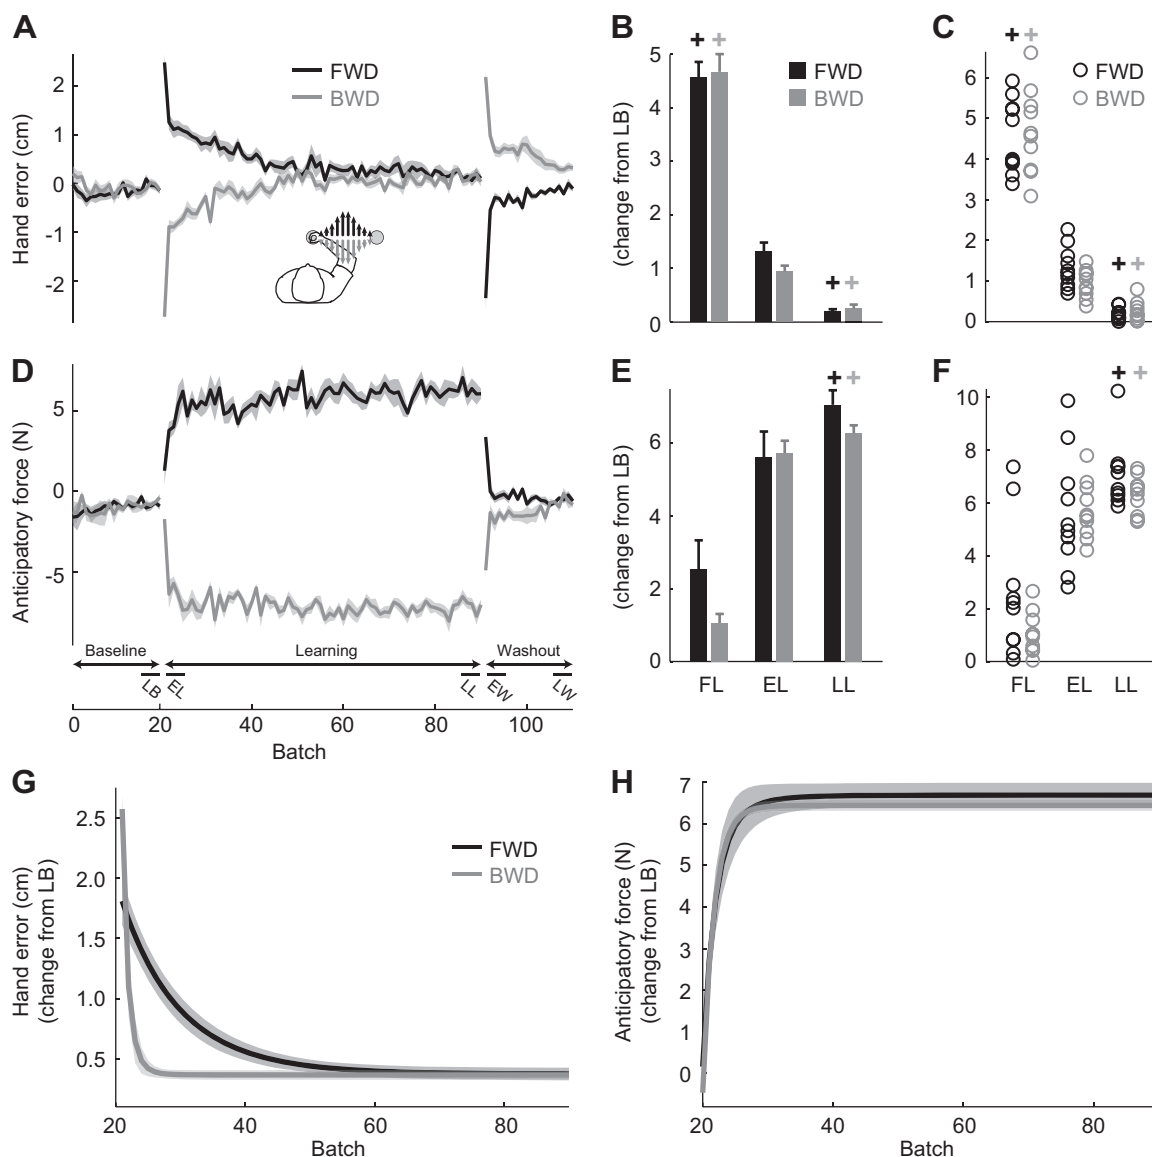 A
FWD
BWD
Hand error (cm)
2
1
0
-1
-2
B
+ +
FWD
BWD
(change from LB)
5
4
3
2
1
0
+ +
C
+ +
FWD
BWD
6
5
4
3
2
1
0
+ +
D
Anticipatory force (N)
5
0
-5
Baseline
Learning
Washout
LB
EL
LL
EW
LW
0 20 40 60 80 100
Batch
E
+ +
(change from LB)
6
4
2
0
FL EL LL
F
+ +
10
8
6
4
2
0
FL EL LL
G
FWD
BWD
Hand error (cm)
(change from LB)
2.5
2.0
1.5
1.0
0.5
20 40 60 80
Batch
H
Anticipatory force (N)
(change from LB)
7
6
5
4
3
2
1
0
20 40 60 80
Batch